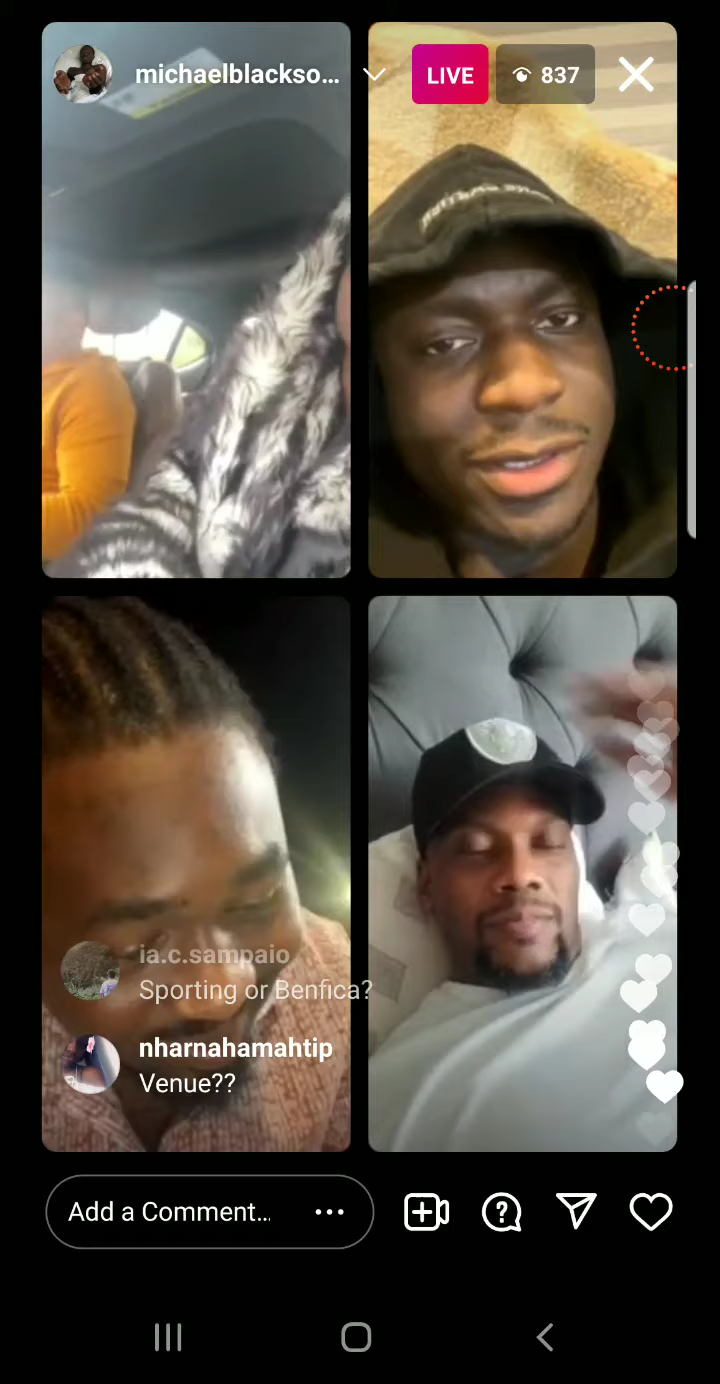 michaelblackso...
LIVE
837
ia.c.sampaio
Sporting or Benfica?
nharnahamahtip
Venue??
Add a Comment...